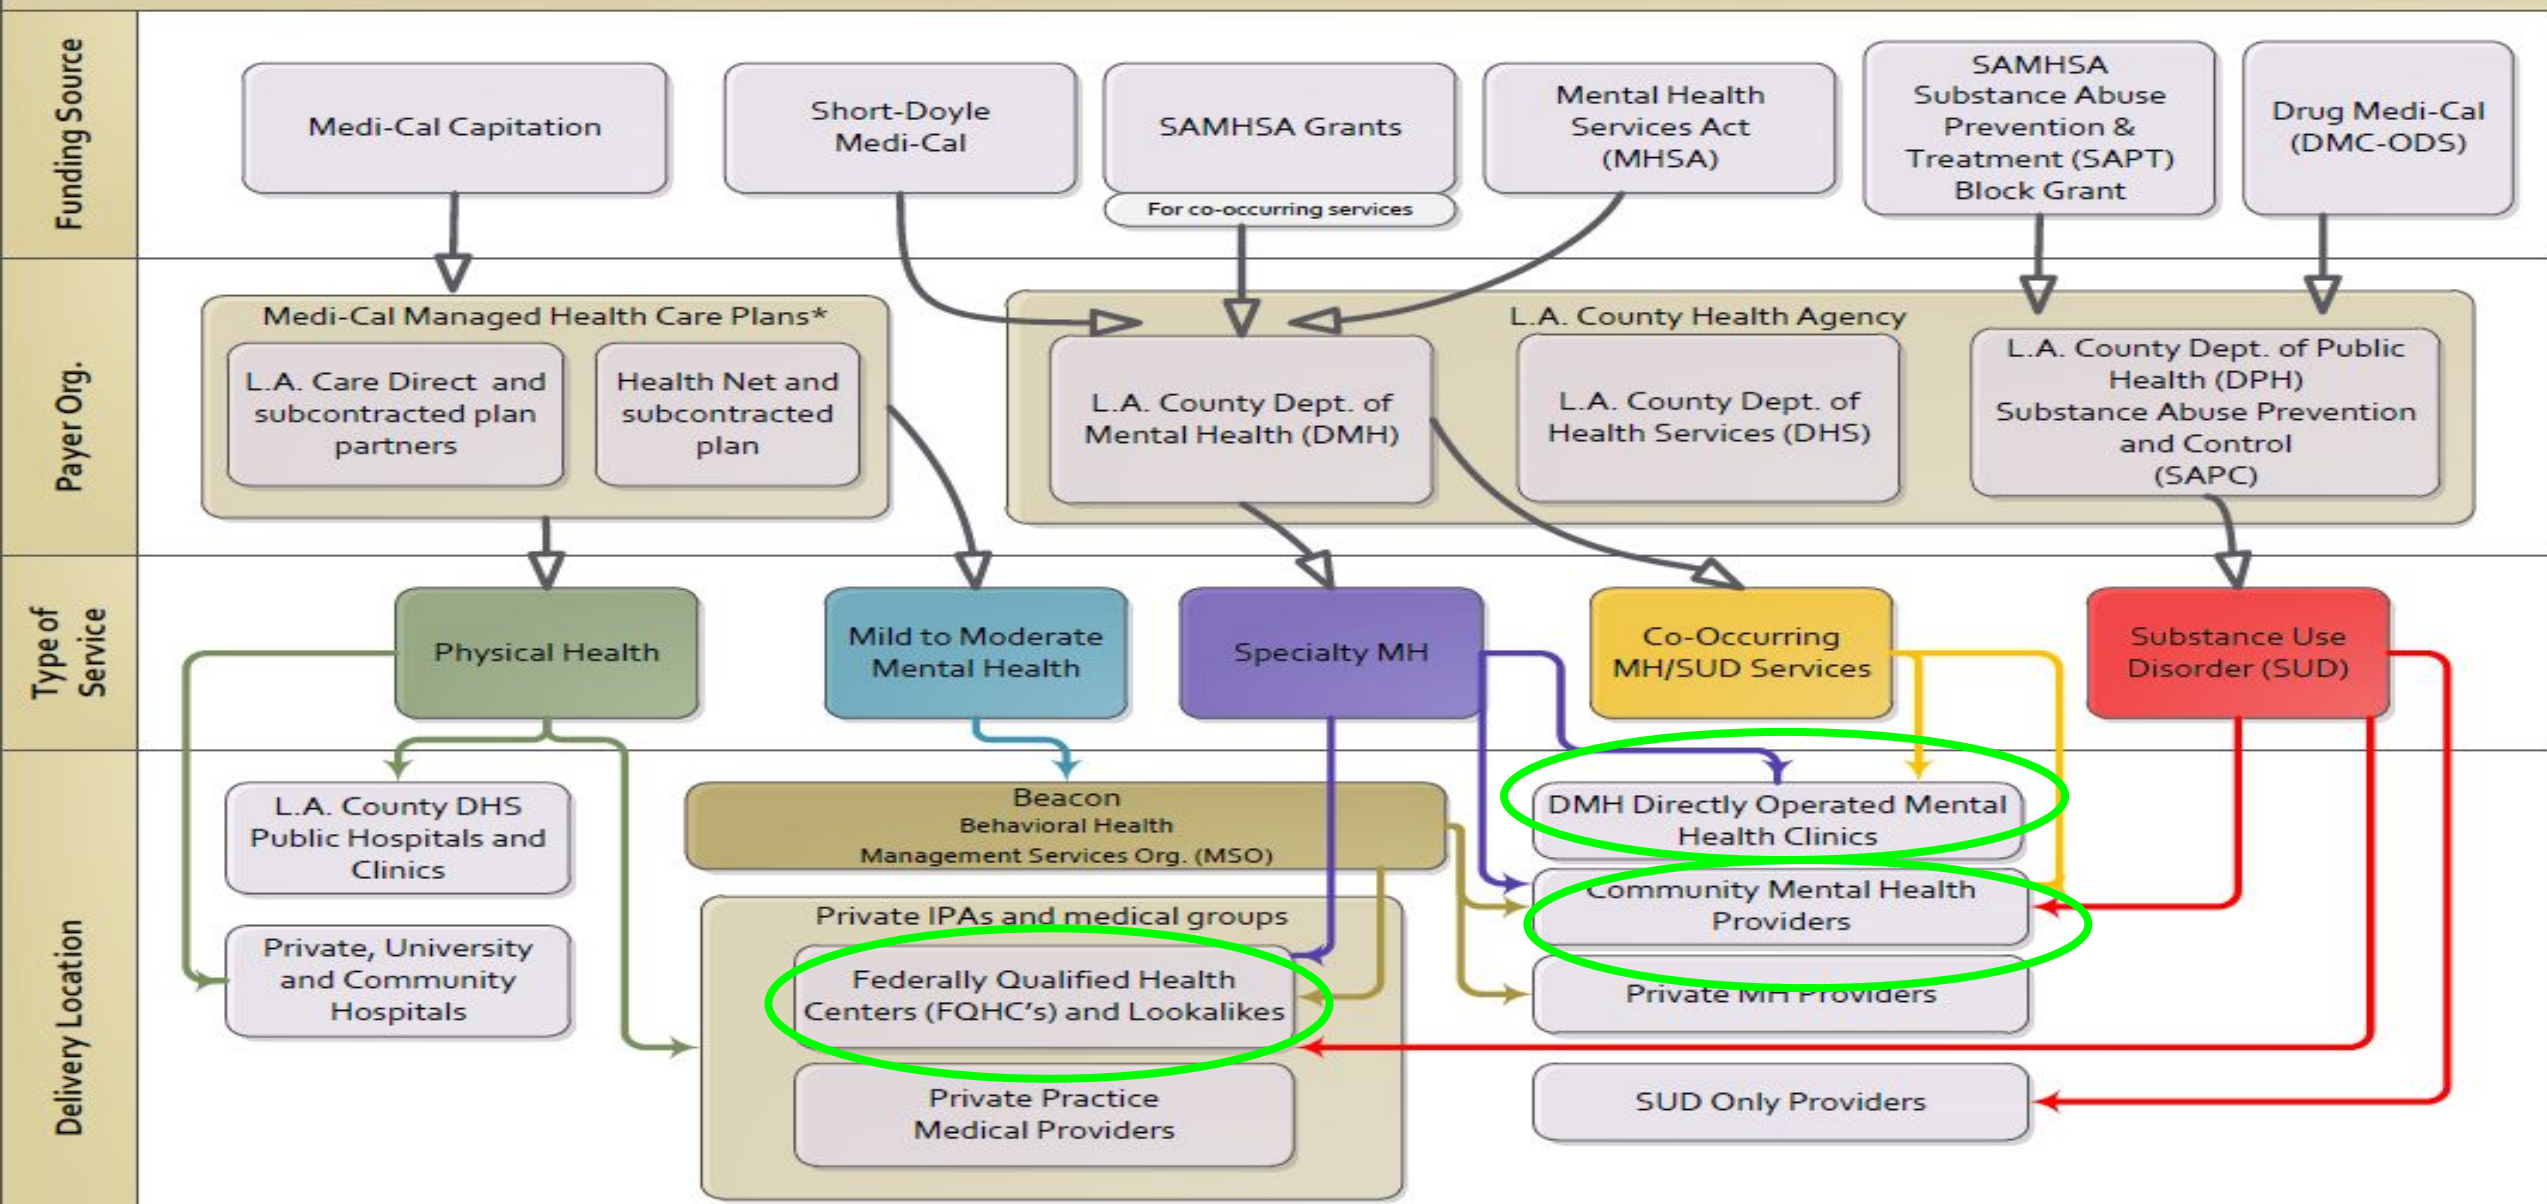 Funding Source
Medi-Cal Capitation
Short-Doyle
Medi-Cal
SAMHSA Grants
For co-occurring services
Mental Health
Services Act
(MHSA)
SAMHSA
Substance Abuse
Prevention &
Treatment (SAPT)
Block Grant
Drug Medi-Cal
(DMC-ODS)
Payer Org.
Medi-Cal Managed Health Care Plans*
L.A. Care Direct and
subcontracted plan
partners
Health Net and
subcontracted
plan
L.A. County Health Agency
L.A. County Dept. of
Mental Health (DMH)
L.A. County Dept. of
Health Services (DHS)
L.A. County Dept. of Public
Health (DPH)
Substance Abuse Prevention
and Control
(SAPC)
Type of
Service
Physical Health
Mild to Moderate
Mental Health
Specialty MH
Co-Occurring
MH/SUD Services
Substance Use
Disorder (SUD)
Delivery Location
L.A. County DHS
Public Hospitals and
Clinics
Private, University
and Community
Hospitals
Beacon
Behavioral Health
Management Services Org. (MSO)
Private IPAs and medical groups
Federally Qualified Health
Centers (FQHC's) and Lookalikes
Private Practice
Medical Providers
DMH Directly Operated Mental
Health Clinics
Community Mental Health
Providers
Private MH Providers
SUD Only Providers